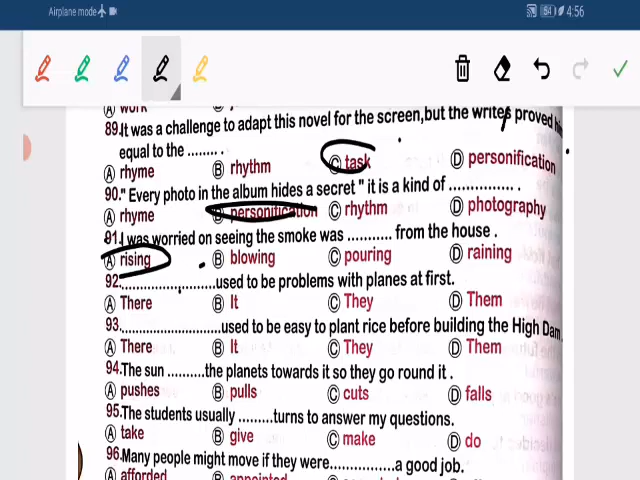 Airplane mode 54 4:56
A work
89.It was a challenge to adapt this novel for the screen,but the writer proved
equal to the ........ .
A rhyme B rhythm C task D personification
90." Every photo in the album hides a secret " it is a kind of ............... .
A rhyme B personification C rhythm D photography
91.I was worried on seeing the smoke was ........... from the house .
A rising B blowing C pouring D raining
92........................used to be problems with planes at first.
A There B It C They D Them
93.........................used to be easy to plant rice before building the High Dam
A There B It C They D Them
94.The sun ..........the planets towards it so they go round it .
A pushes B pulls C cuts D falls
95.The students usually .........turns to answer my questions.
A take B give C make D do
96.Many people might move if they were................a good job.
A afforded B appointed